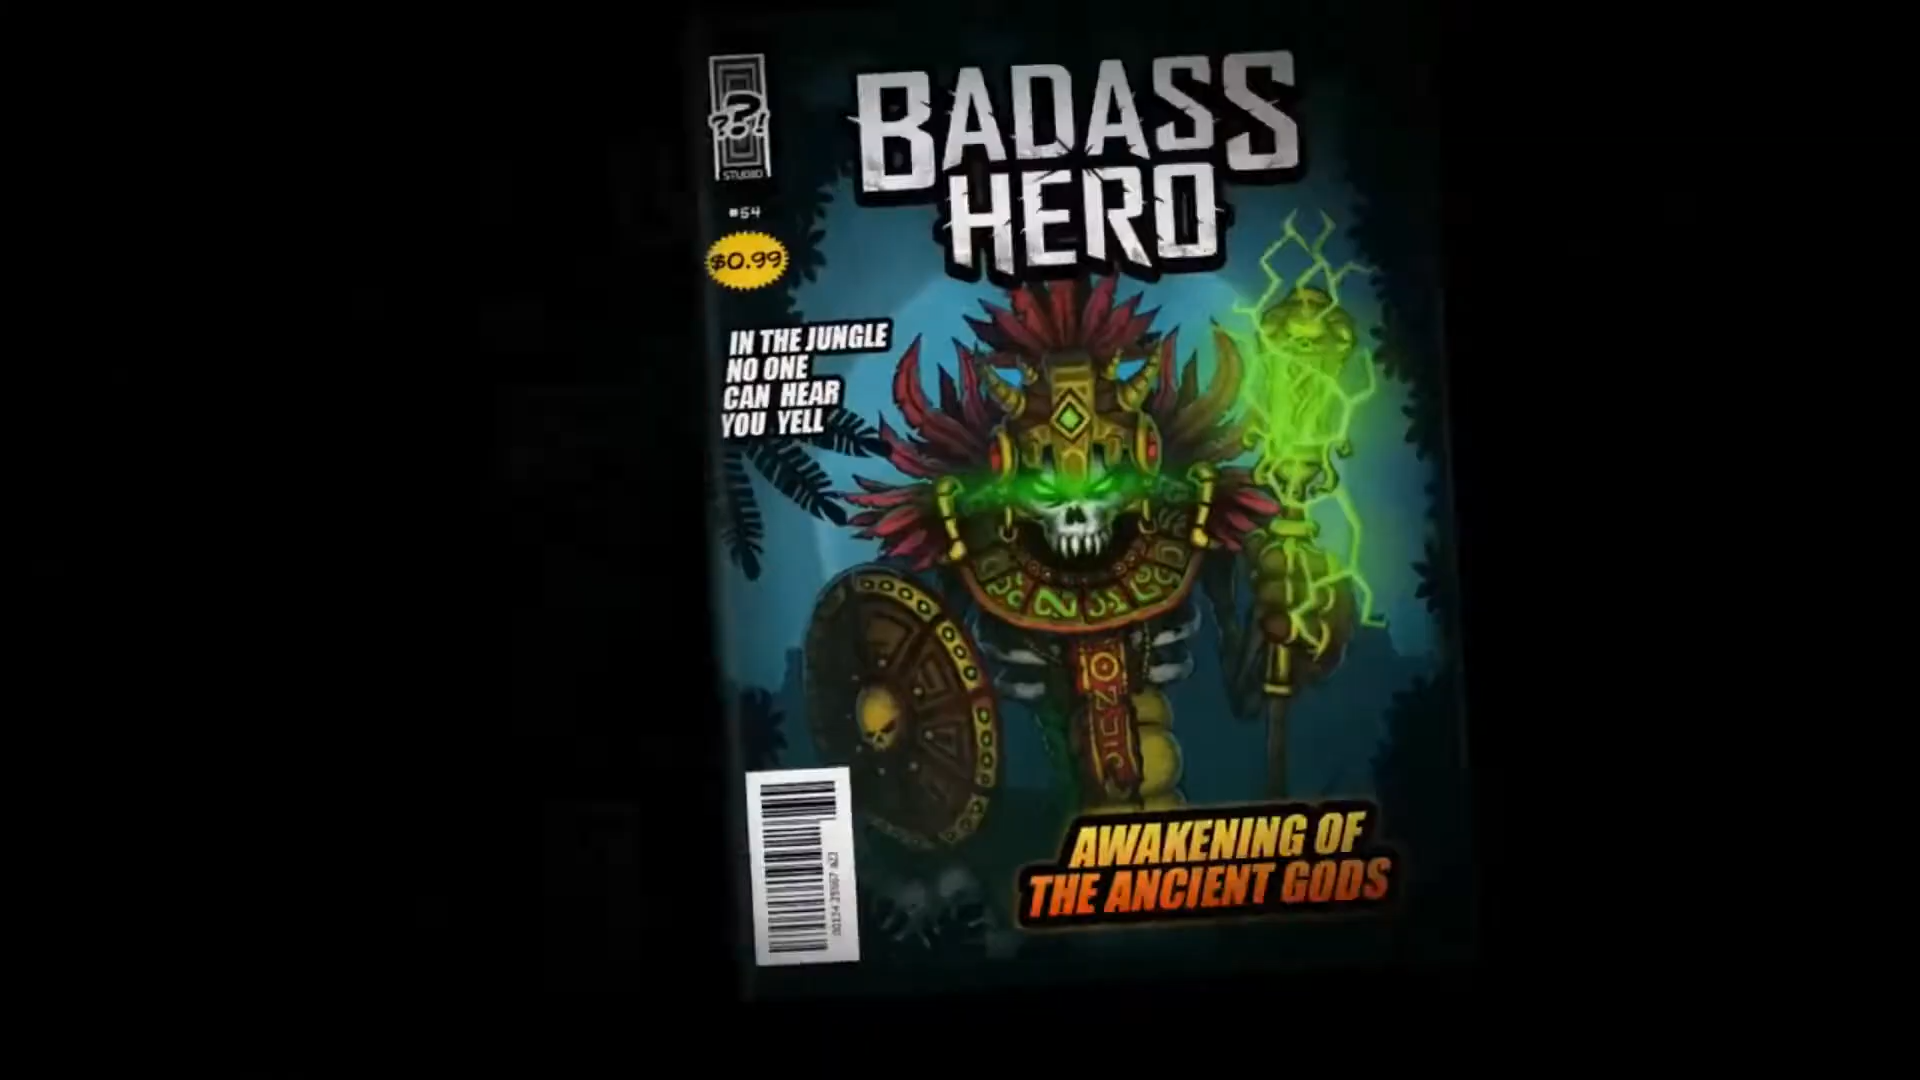 BADASS
HERO
?
?o!
STUDIO
#54
$0.99
IN THE JUNGLE
NO ONE
CAN HEAR
YOU YELL
AWAKENING OF
THE ANCIENT GODS